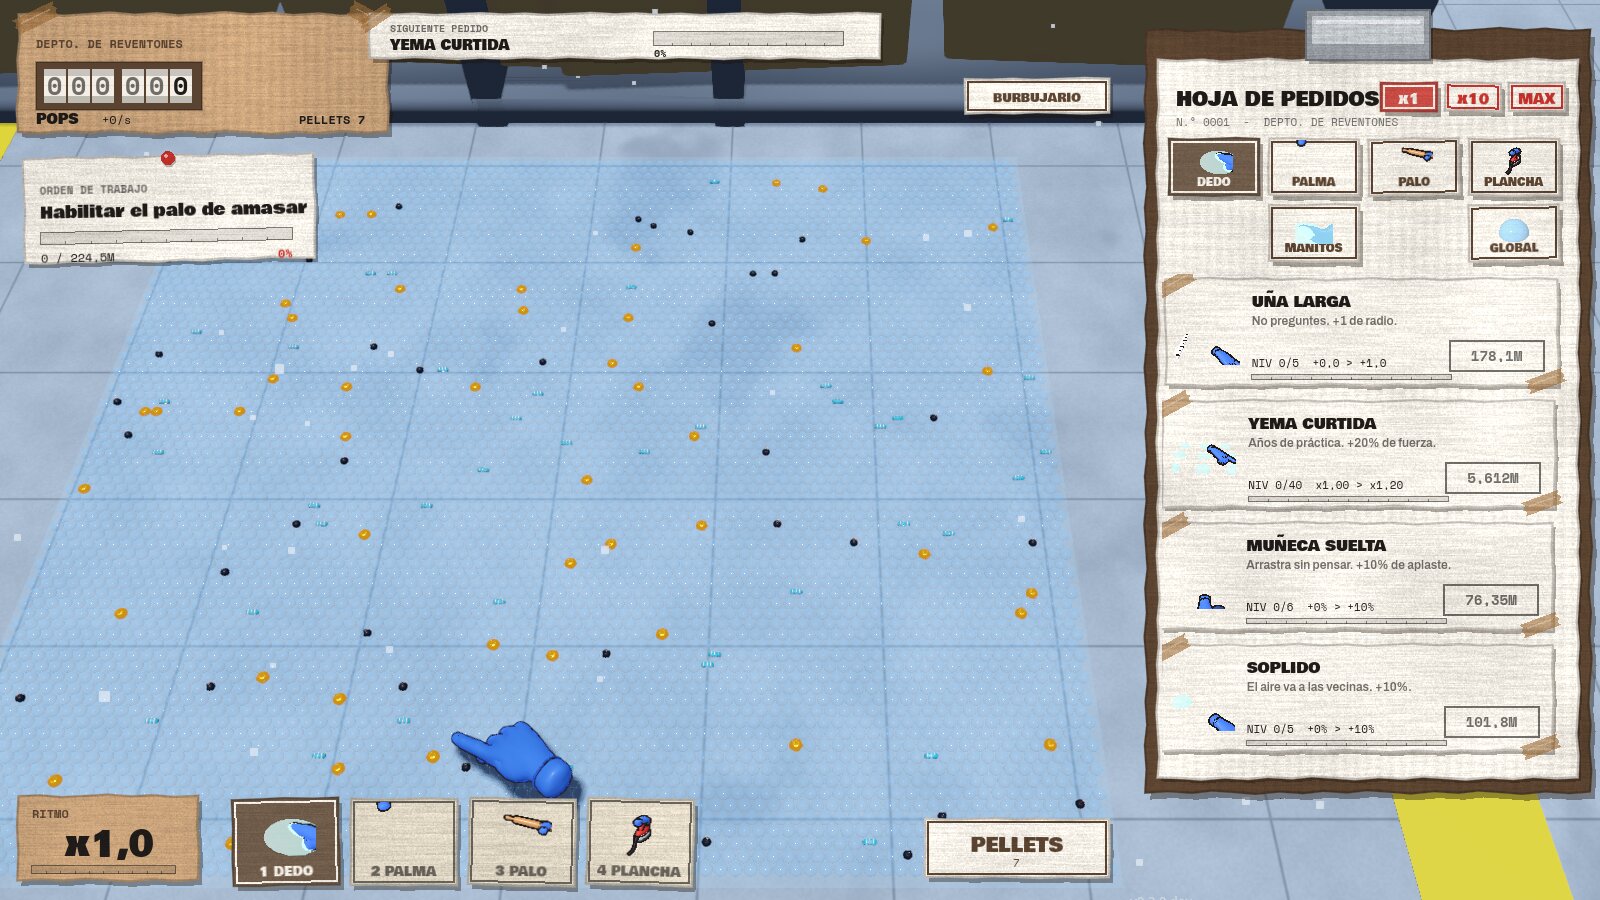 DEPTO. DE REVENTONES
000 000
POPS +0/s PELLETS 7
SIGUIENTE PEDIDO
YEMA CURTIDA
0%
BURBUJARIO
ORDEN DE TRABAJO
Habilitar el palo de amasar
0 / 224.5M 0%
HOJA DE PEDIDOS x1 x10 MAX
N.° 0001 - DEPTO. DE REVENTONES
DEDO PALMA PALO PLANCHA
MANITOS GLOBAL
UÑA LARGA
No preguntes. +1 de radio.
NIV 0/5 +0,0 > +1,0 178,1M
YEMA CURTIDA
Años de práctica. +20% de fuerza.
NIV 0/40 x1,00 > x1,20 5,612M
MUÑECA SUELTA
Arrastra sin pensar. +10% de aplaste.
NIV 0/6 +0% > +10% 76,35M
SOPLIDO
El aire va a las vecinas. +10%.
NIV 0/5 +0% > +10% 101,8M
RITMO
x1,0
1 DEDO 2 PALMA 3 PALO 4 PLANCHA
PELLETS
7